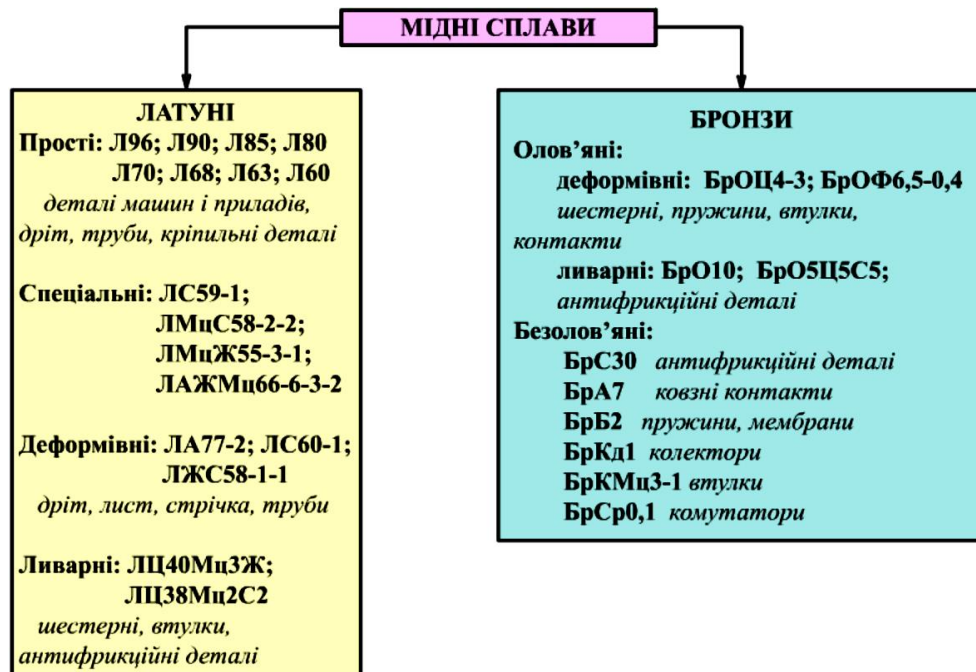 МІДНІ СПЛАВИ
ЛАТУНІ
Прості: Л96; Л90; Л85; Л80
Л70; Л68; Л63; Л60
деталі машин і приладів,
дріт, труби, кріпильні деталі
Спеціальні: ЛС59-1;
ЛМцС58-2-2;
ЛМцЖ55-3-1;
ЛАЖМц66-6-3-2
Деформівні: ЛА77-2; ЛС60-1;
ЛЖС58-1-1
дріт, лист, стрічка, труби
Ливарні: ЛЦ40Мц3Ж;
ЛЦ38Мц2С2
шестерні, втулки,
антифрикційні деталі
БРОНЗИ
Олов’яні:
деформівні: БрОЦ4-3; БрОФ6,5-0,4
шестерні, пружини, втулки,
контакти
ливарні: БрО10; БрО5Ц5С5;
антифрикційні деталі
Безолов’яні:
БрС30 антифрикційні деталі
БрА7 ковзні контакти
БрБ2 пружини, мембрани
БрКд1 колектори
БрКМц3-1 втулки
БрСр0,1 комутатори